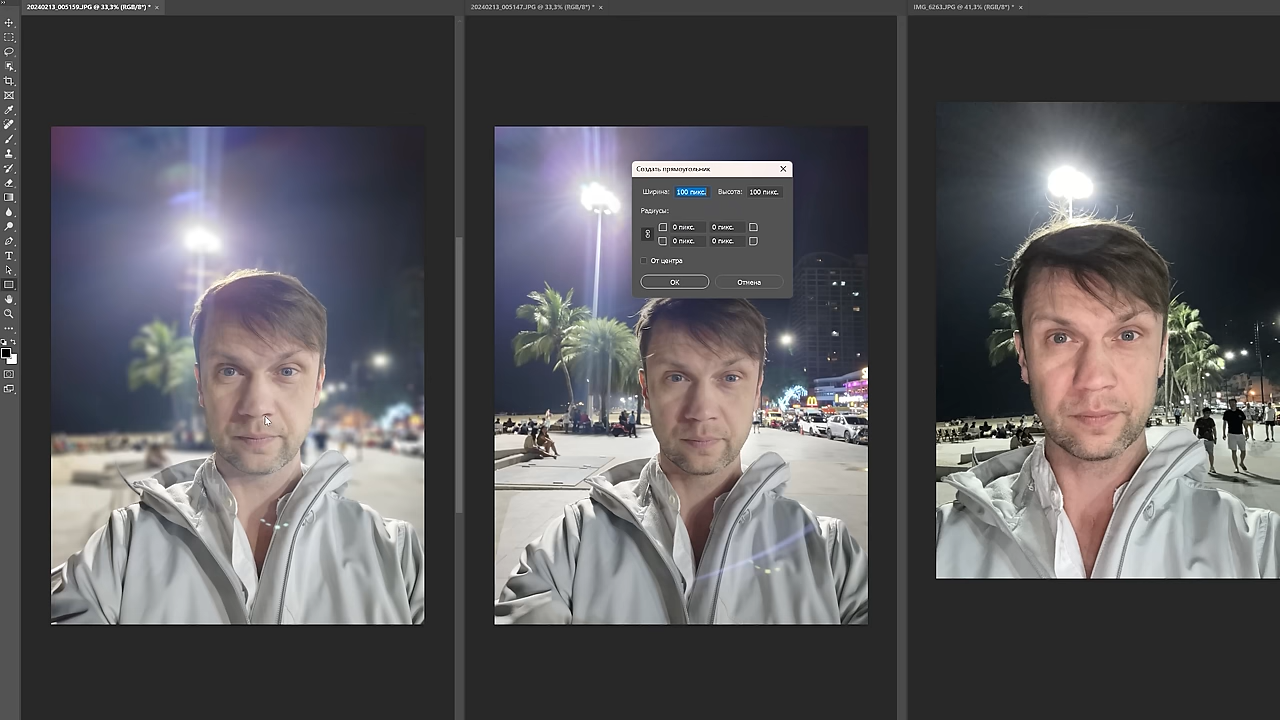 20240213_005159.JPG @ 33,3% (RGB/8*) *
20240213_005147.JPG @ 33,3% (RGB/8*) *
IMG_6263.JPG @ 41,3% (RGB/8*) *
Создать прямоугольник
Ширина: 100 пикс. Высота: 100 пикс.
Радиусы:
0 пикс. 0 пикс.
0 пикс. 0 пикс.
От центра
ОК Отмена